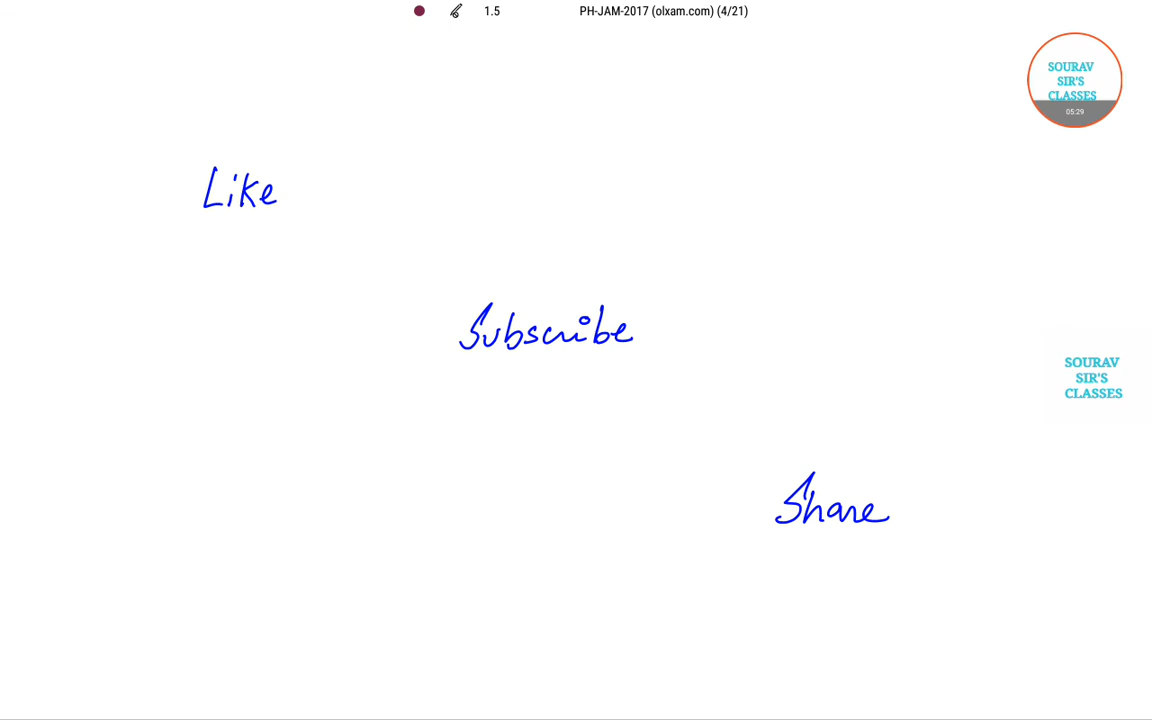 1.5 PH-JAM-2017 (olxam.com) (4/21)
SOURAV
SIR'S
CLASSES
05:29
Like
Subscribe
SOURAV
SIR'S
CLASSES
Share